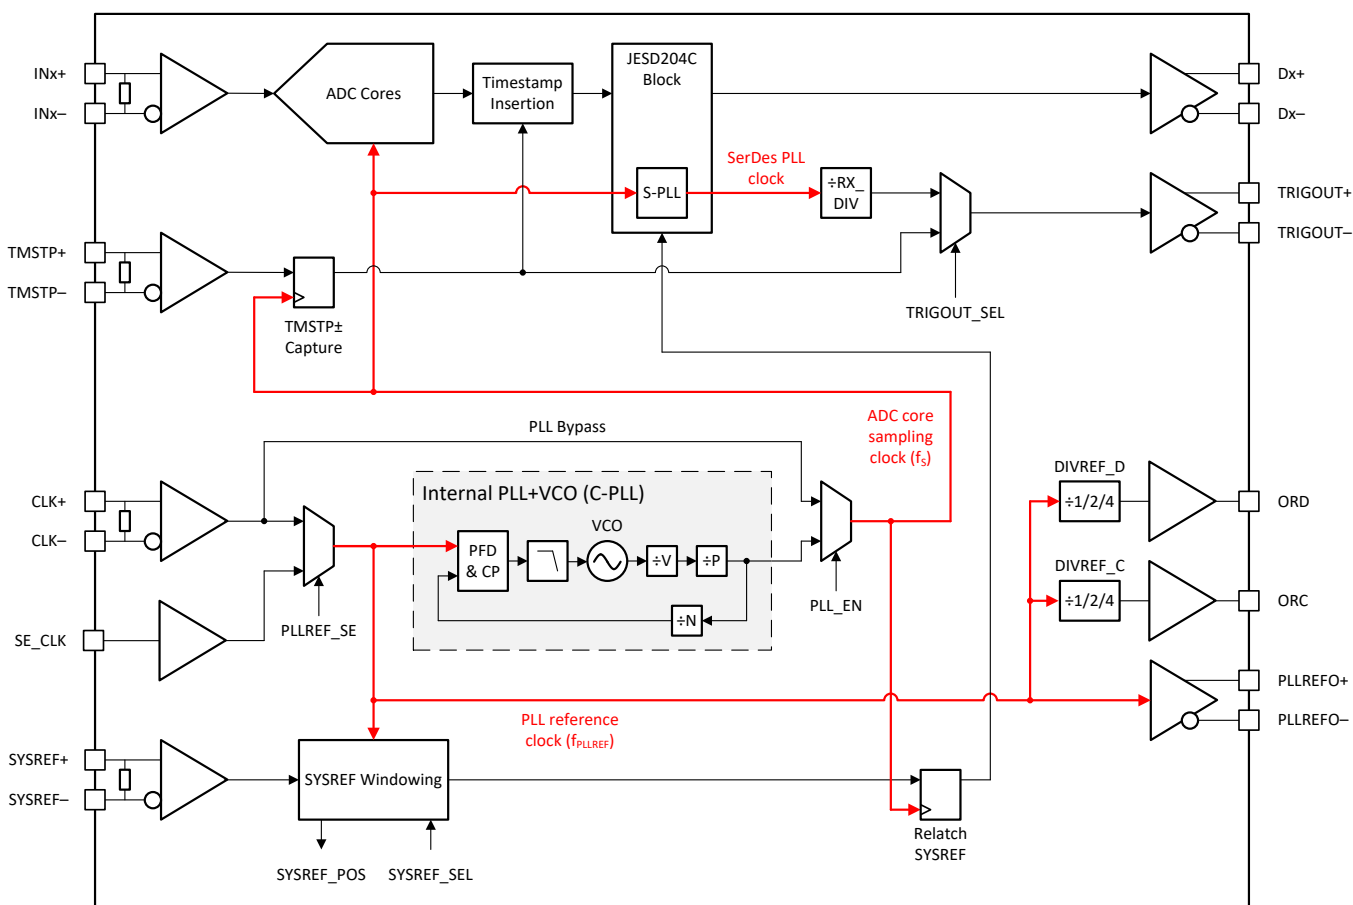 INx+
INx–
ADC Cores
Timestamp
Insertion
JESD204C
Block
Dx+
Dx–
SerDes PLL
clock
S-PLL
÷RX_
DIV
TRIGOUT+
TRIGOUT–
TMSTP+
TMSTP–
TMSTP±
Capture
TRIGOUT_SEL
ADC core
sampling
clock (fS)
PLL Bypass
CLK+
CLK–
Internal PLL+VCO (C-PLL)
VCO
PFD
& CP
÷V
÷P
÷N
PLL_EN
PLLREF_SE
SE_CLK
DIVREF_D
÷1/2/4
ORD
DIVREF_C
÷1/2/4
ORC
PLLREFO+
PLLREFO–
PLL reference
clock (fPLLREF)
SYSREF+
SYSREF–
SYSREF Windowing
Relatch
SYSREF
SYSREF_POS
SYSREF_SEL